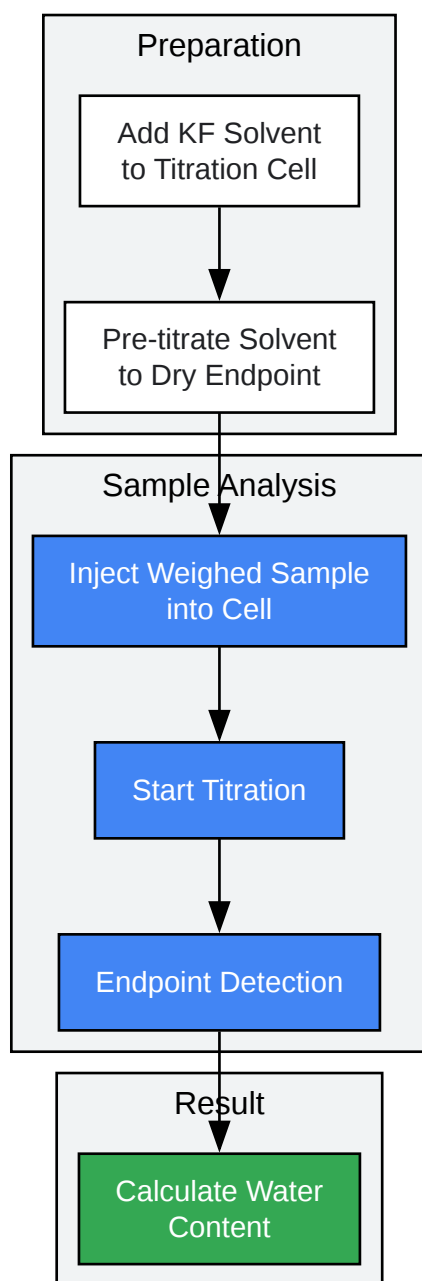 Preparation
Add KF Solvent
to Titration Cell
Pre-titrate Solvent
to Dry Endpoint
Sample Analysis
Inject Weighed Sample
into Cell
Start Titration
Endpoint Detection
Result
Calculate Water
Content